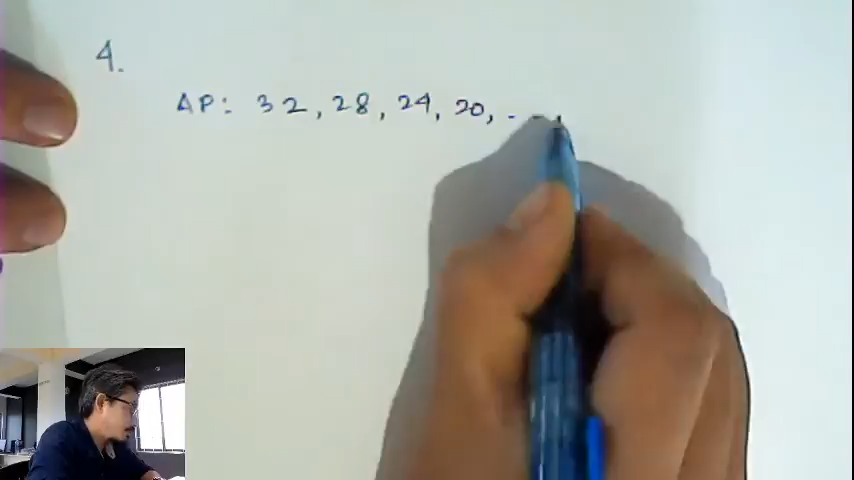 4.
AP: 32, 28, 24, 20, - - ,